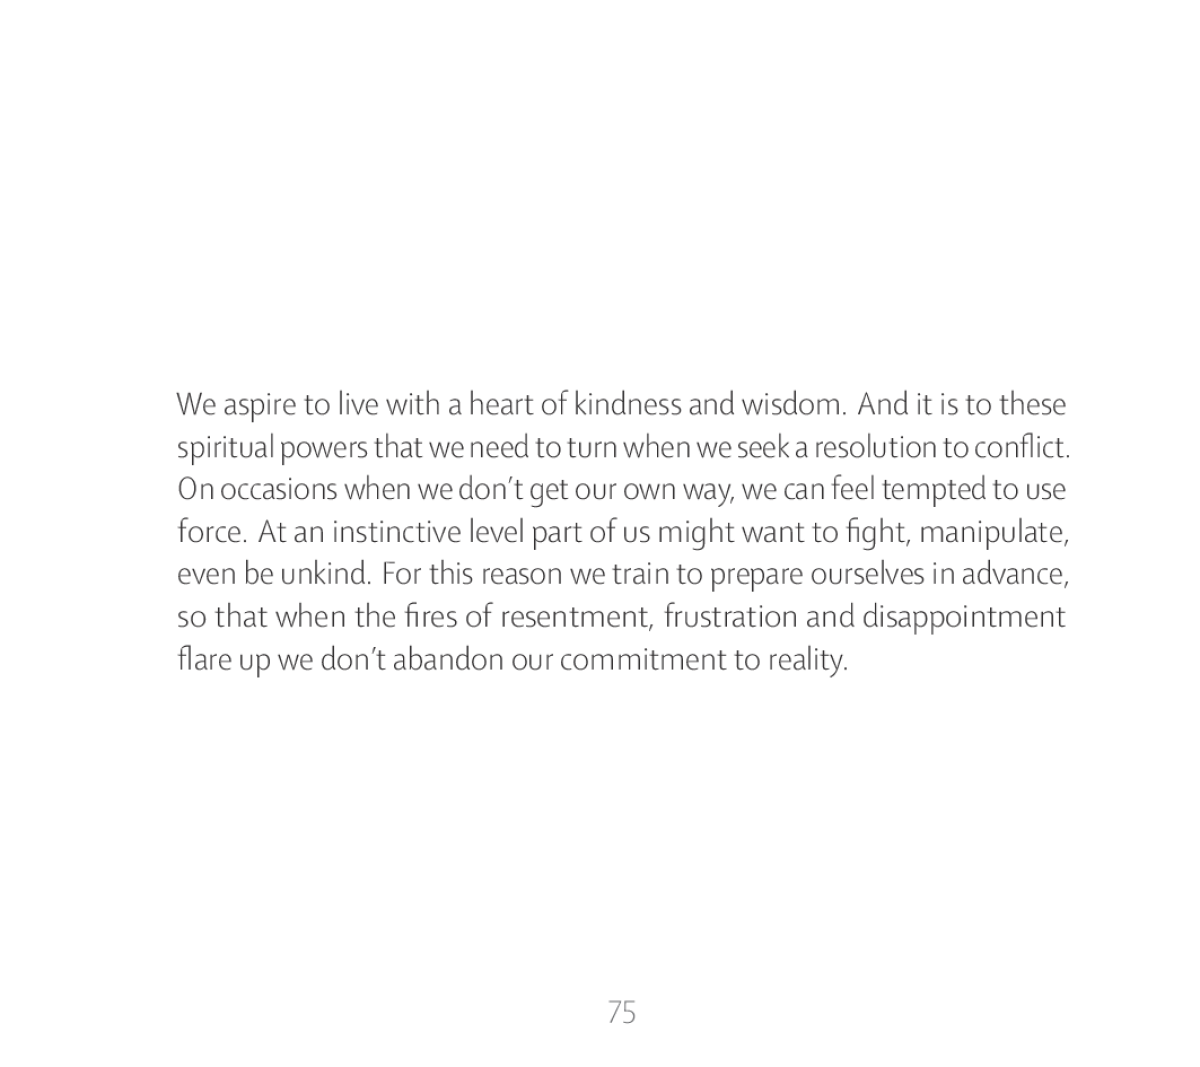 We aspire to live with a heart of kindness and wisdom. And it is to these
spiritual powers that we need to turn when we seek a resolution to conflict.
On occasions when we don’t get our own way, we can feel tempted to use
force. At an instinctive level part of us might want to fight, manipulate,
even be unkind. For this reason we train to prepare ourselves in advance,
so that when the fires of resentment, frustration and disappointment
flare up we don’t abandon our commitment to reality.
75